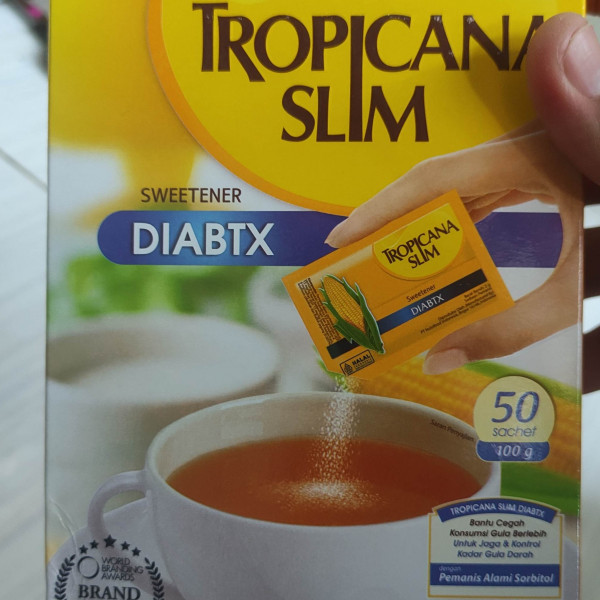 TROPICANA
SLIM
SWEETENER
DIABTX
TROPICANA
SLIM
Sweetener
DIABTX
HALAL
50
sachet
100 g
TROPICANA SLIM DIABTX
Bantu Cegah
Konsumsi Gula Berlebih
Untuk Jaga & Kontrol
Kadar Gula Darah
dengan
Pemanis Alami Sorbitol
WORLD
BRANDING
AWARDS
BRAND